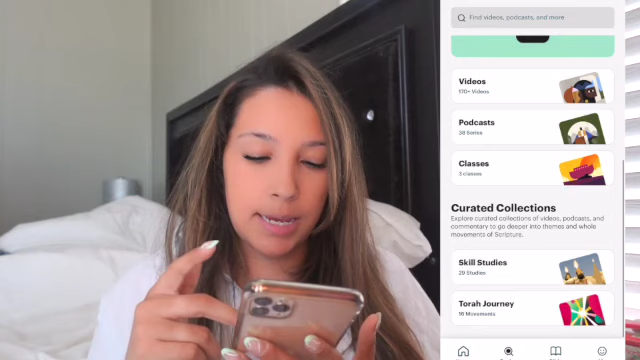 Find videos, podcasts, and more
Videos
170+ Videos
Podcasts
38 Series
Classes
3 classes
Curated Collections
Explore curated collections of videos, podcasts, and
commentary to go deeper into themes and whole
movements of Scripture.
Skill Studies
29 Studies
Torah Journey
16 Movements